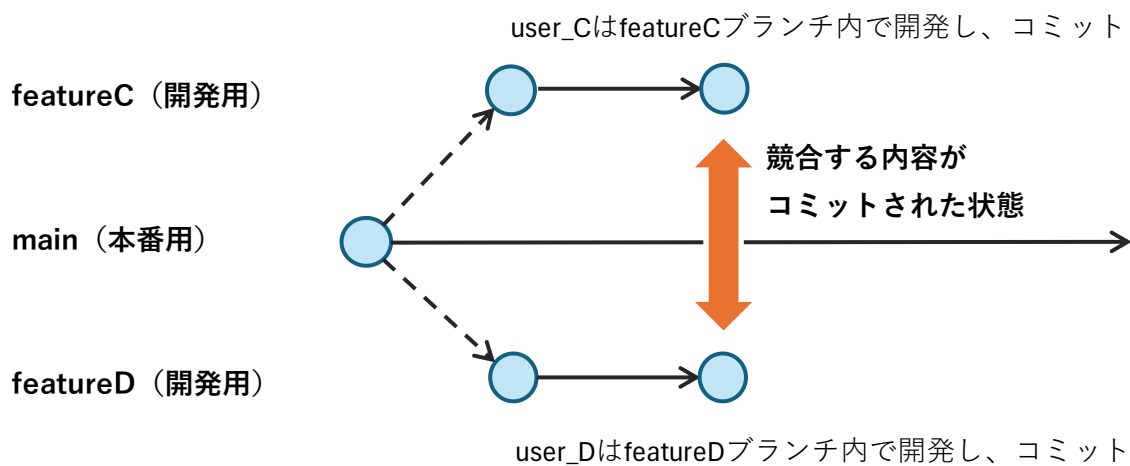 user_CはfeatureCブランチ内で開発し、コミット
featureC（開発用）
競合する内容が
コミットされた状態
main（本番用）
featureD（開発用）
user_DはfeatureDブランチ内で開発し、コミット